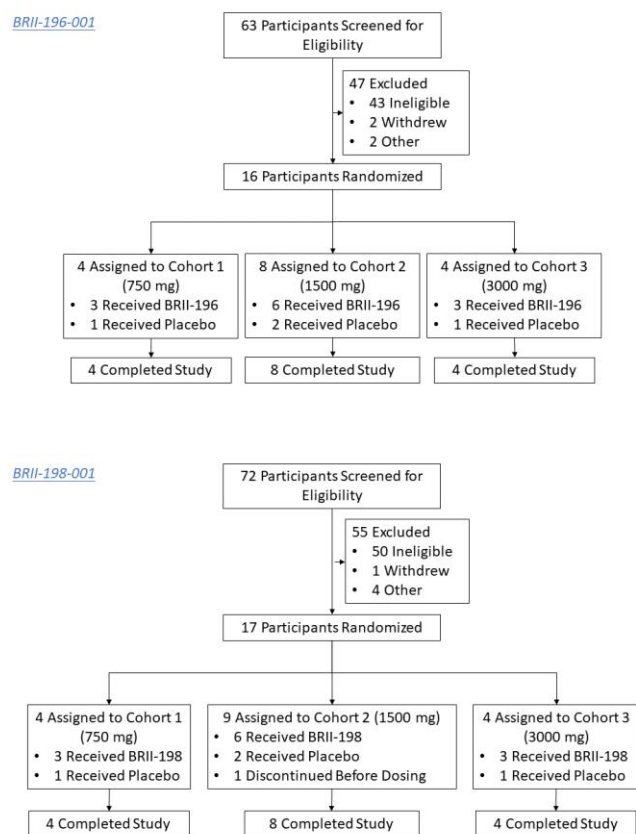 BRII-196-001
63 Participants Screened for
Eligibility
47 Excluded
• 43 Ineligible
• 2 Withdrew
• 2 Other
16 Participants Randomized
4 Assigned to Cohort 1
(750 mg)
• 3 Received BRII-196
• 1 Received Placebo
8 Assigned to Cohort 2
(1500 mg)
• 6 Received BRII-196
• 2 Received Placebo
4 Assigned to Cohort 3
(3000 mg)
• 3 Received BRII-196
• 1 Received Placebo
4 Completed Study
8 Completed Study
4 Completed Study
BRII-198-001
72 Participants Screened for
Eligibility
55 Excluded
• 50 Ineligible
• 1 Withdrew
• 4 Other
17 Participants Randomized
4 Assigned to Cohort 1
(750 mg)
• 3 Received BRII-198
• 1 Received Placebo
9 Assigned to Cohort 2 (1500 mg)
• 6 Received BRII-198
• 2 Received Placebo
• 1 Discontinued Before Dosing
4 Assigned to Cohort 3
(3000 mg)
• 3 Received BRII-198
• 1 Received Placebo
4 Completed Study
8 Completed Study
4 Completed Study